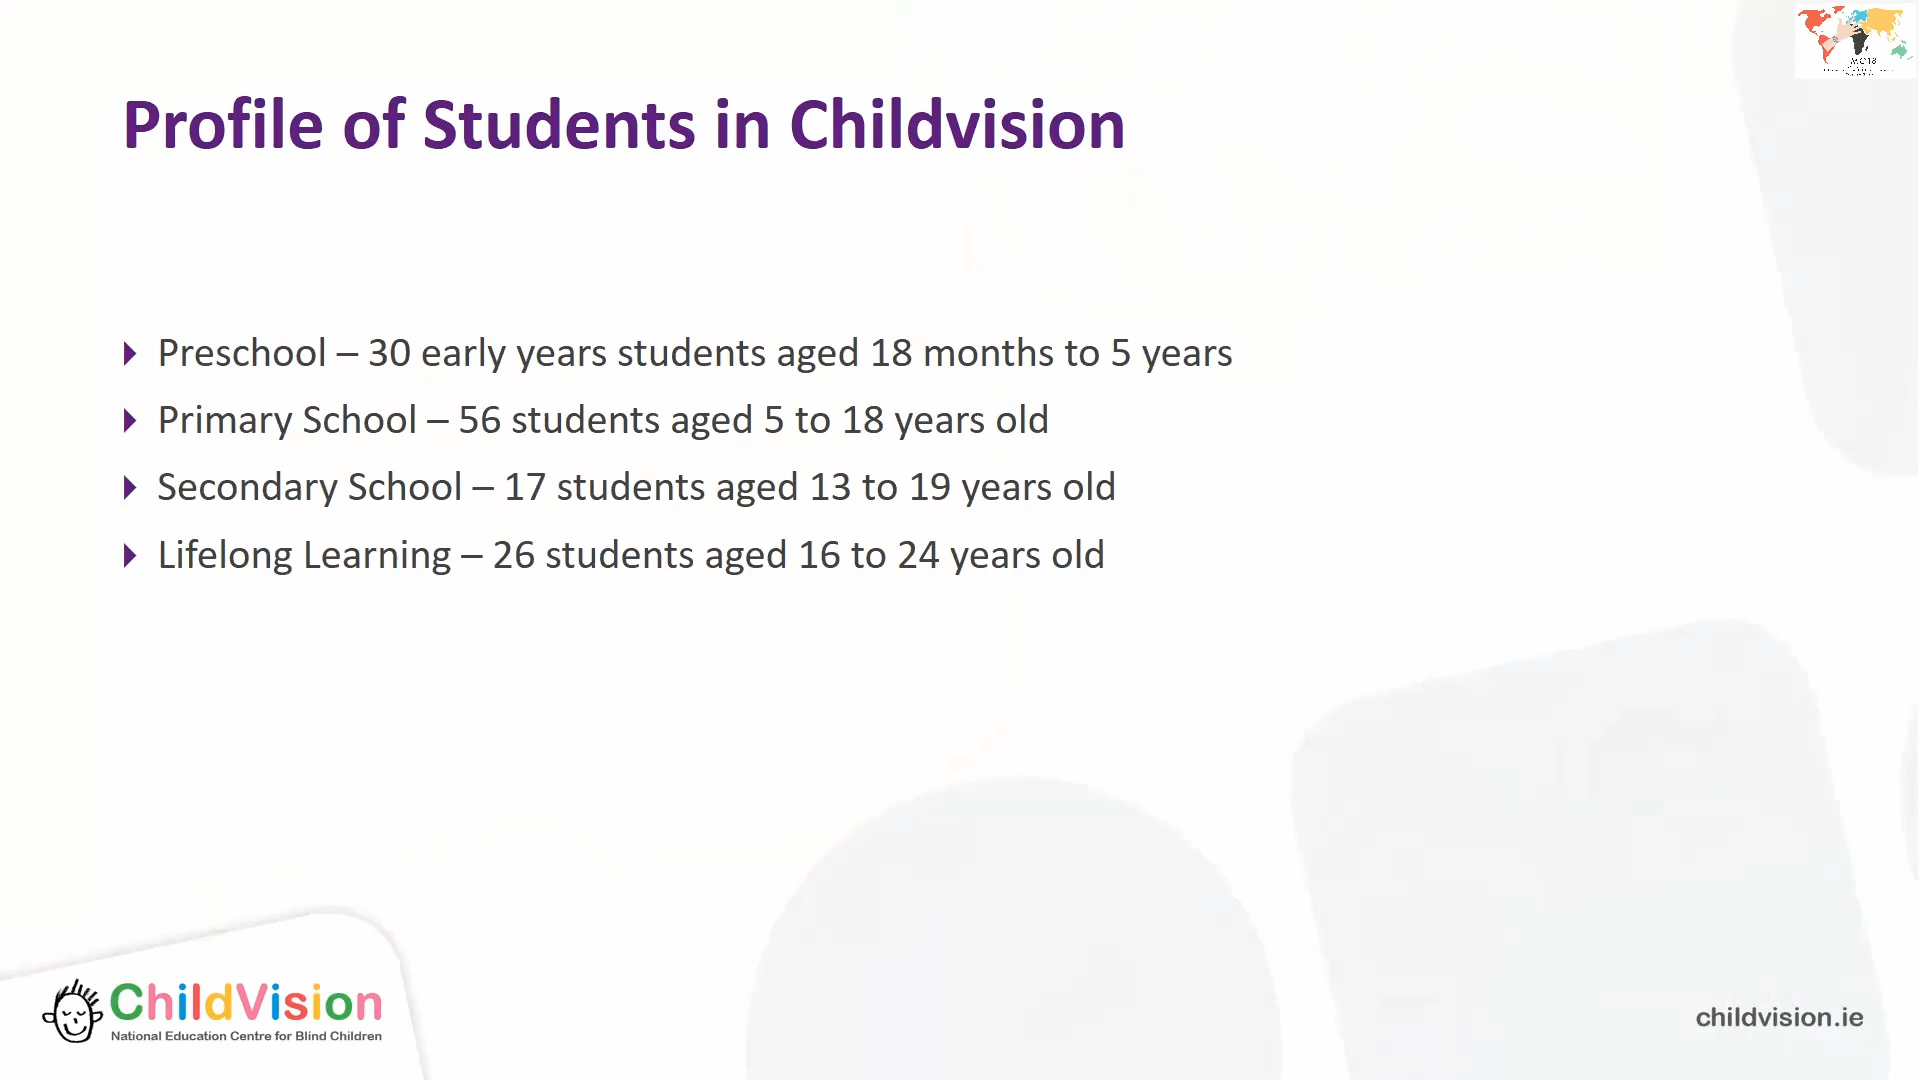 MC18
Profile of Students in Childvision
Preschool – 30 early years students aged 18 months to 5 years
Primary School – 56 students aged 5 to 18 years old
Secondary School – 17 students aged 13 to 19 years old
Lifelong Learning – 26 students aged 16 to 24 years old
ChildVision
National Education Centre for Blind Children
childvision.ie